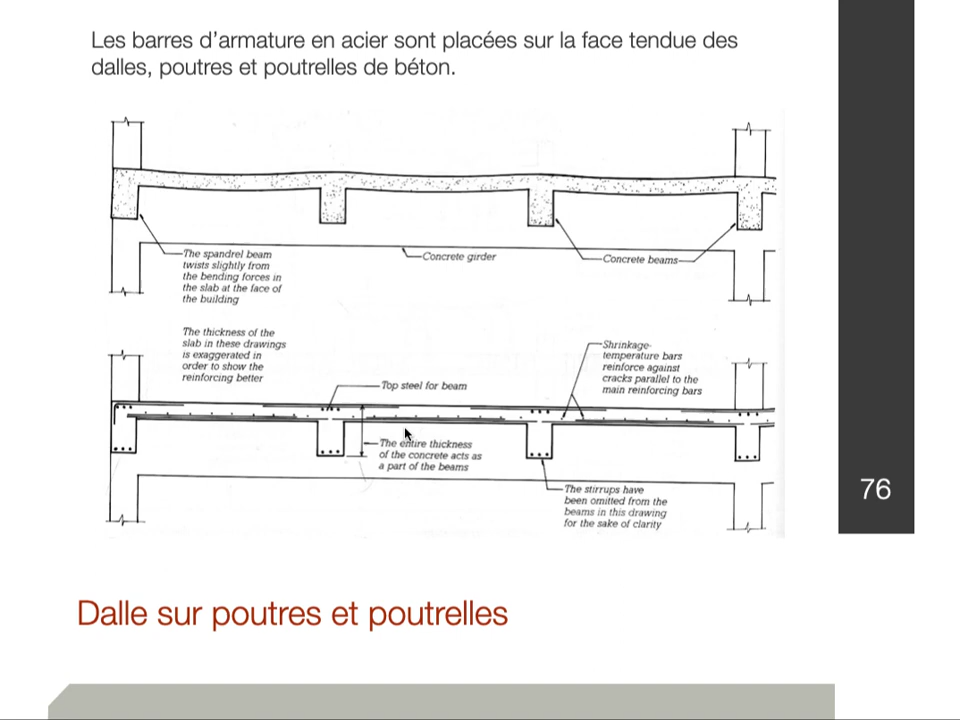 Les barres d'armature en acier sont placées sur la face tendue des
dalles, poutres et poutrelles de béton.
The spandrel beam
twists slightly from
the bending forces in
the slab at the face of
the building
Concrete girder
Concrete beams
The thickness of the
slab in these drawings
is exaggerated in
order to show the
reinforcing better
Top steel for beam
Shrinkage-
temperature bars
reinforce against
cracks parallel to the
main reinforcing bars
The entire thickness
of the concrete acts as
a part of the beams
The stirrups have
been omitted from the
beams in this drawing
for the sake of clarity
76
Dalle sur poutres et poutrelles